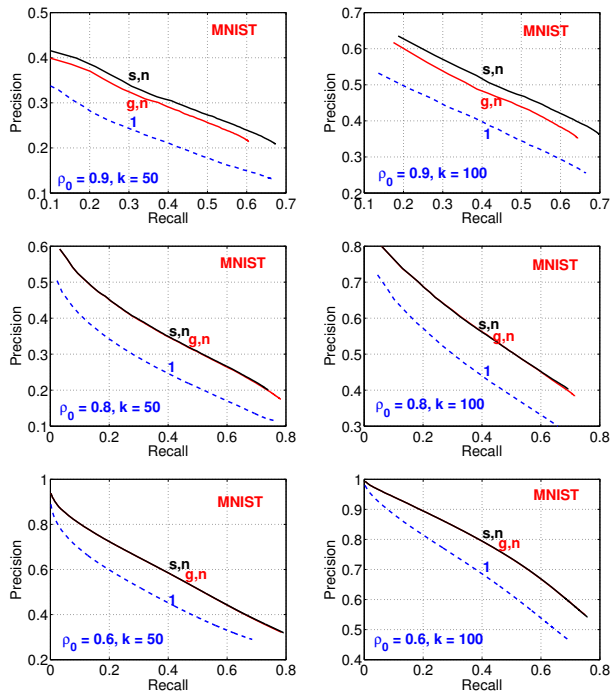 0.5
0.4
0.3
0.2
0.1
0.1 0.2 0.3 0.4 0.5 0.6 0.7
Precision
Recall
MNIST
s,n
g,n
1
ρ0 = 0.9, k = 50
0.7
0.6
0.5
0.4
0.3
0.2
0.1 0.2 0.3 0.4 0.5 0.6 0.7
Precision
Recall
MNIST
s,n
g,n
1
ρ0 = 0.9, k = 100
0.6
0.5
0.4
0.3
0.2
0.1
0 0.2 0.4 0.6 0.8
Precision
Recall
MNIST
s,n
g,n
1
ρ0 = 0.8, k = 50
0.8
0.7
0.6
0.5
0.4
0.3
0 0.2 0.4 0.6 0.8
Precision
Recall
MNIST
s,n
g,n
1
ρ0 = 0.8, k = 100
1
0.8
0.6
0.4
0.2
0 0.2 0.4 0.6 0.8
Precision
Recall
MNIST
s,n
g,n
1
ρ0 = 0.6, k = 50
1
0.9
0.8
0.7
0.6
0.5
0.4
0 0.2 0.4 0.6 0.8
Precision
Recall
MNIST
s,n
g,n
1
ρ0 = 0.6, k = 100